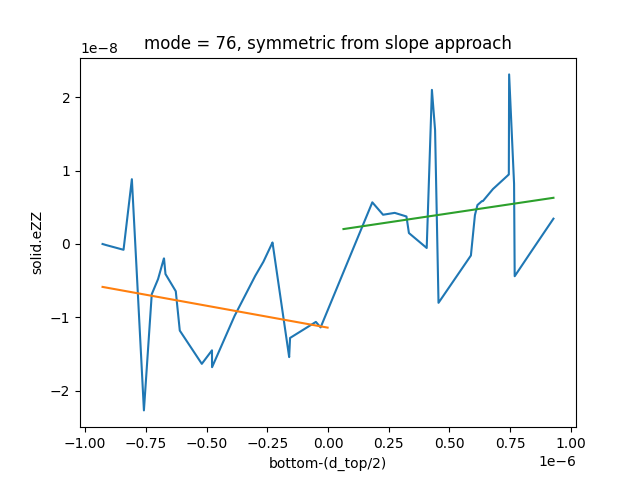 mode = 76, symmetric from slope approach
1e−8
solid.eZZ
2
1
0
−1
−2
−1.00 −0.75 −0.50 −0.25 0.00 0.25 0.50 0.75 1.00
bottom-(d_top/2)
1e−6